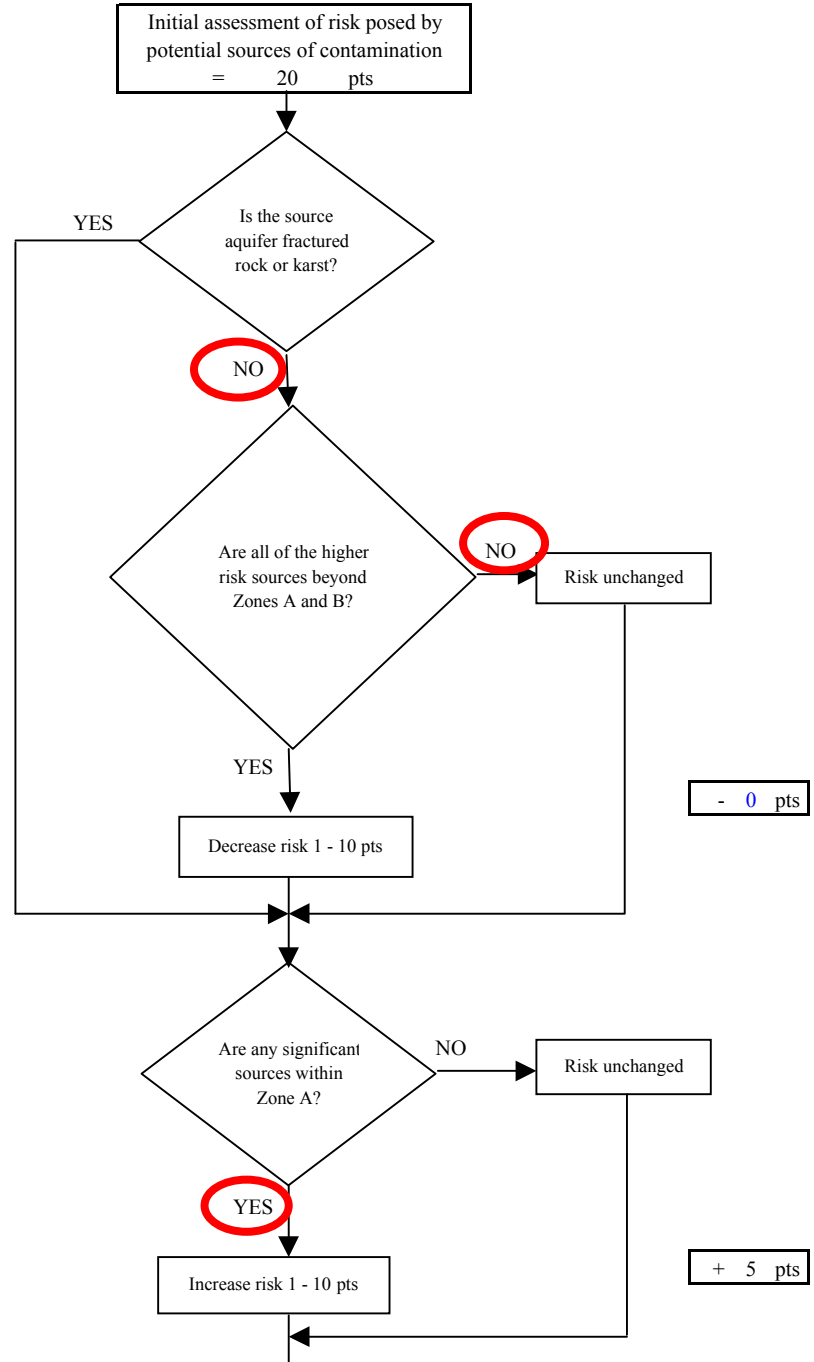 Initial assessment of risk posed by
potential sources of contamination
= 20 pts
YES
Is the source
aquifer fractured
rock or karst?
NO
Are all of the higher
risk sources beyond
Zones A and B?
NO
Risk unchanged
YES
- 0 pts
Decrease risk 1 - 10 pts
Are any significant
sources within
Zone A?
NO
Risk unchanged
YES
+ 5 pts
Increase risk 1 - 10 pts